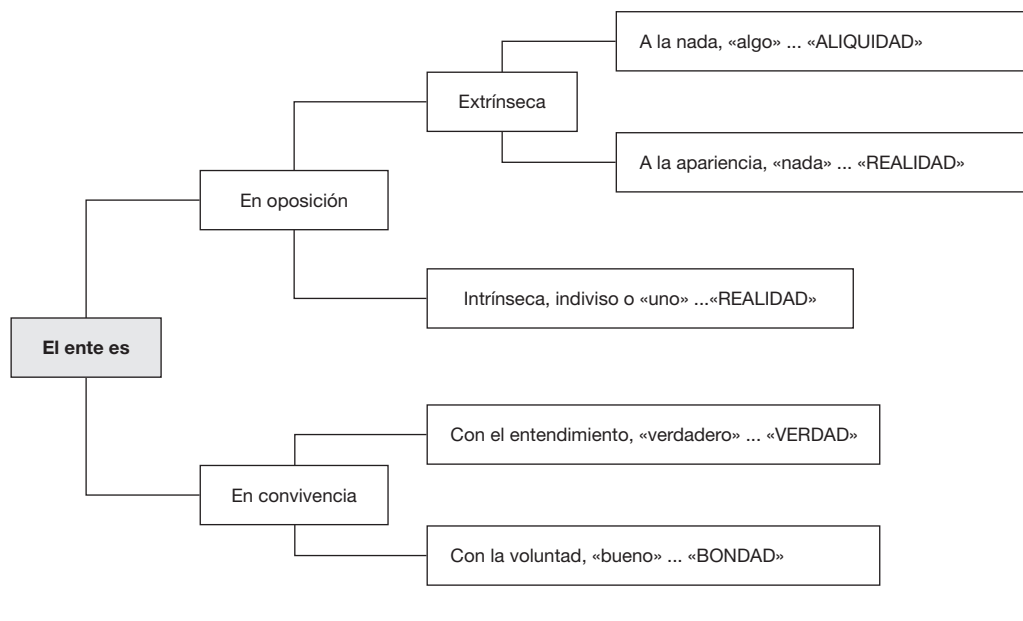 A la nada, «algo» ... «ALIQUIDAD»
Extrínseca
A la apariencia, «nada» ... «REALIDAD»
En oposición
Intrínseca, indiviso o «uno» ...«REALIDAD»
El ente es
Con el entendimiento, «verdadero» ... «VERDAD»
En convivencia
Con la voluntad, «bueno» ... «BONDAD»